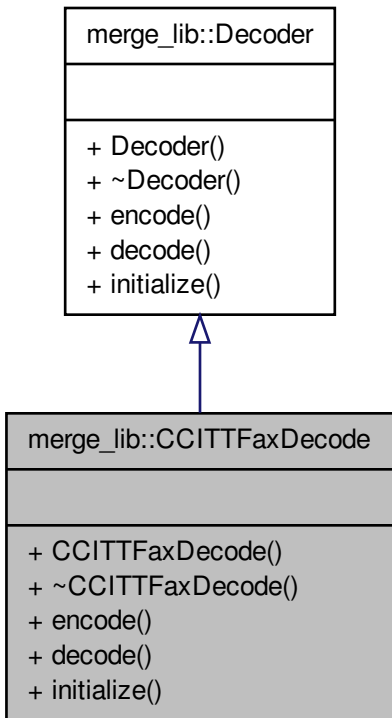 merge_lib::Decoder
+ Decoder()
+ ~Decoder()
+ encode()
+ decode()
+ initialize()
merge_lib::CCITTFaxDecode
+ CCITTFaxDecode()
+ ~CCITTFaxDecode()
+ encode()
+ decode()
+ initialize()